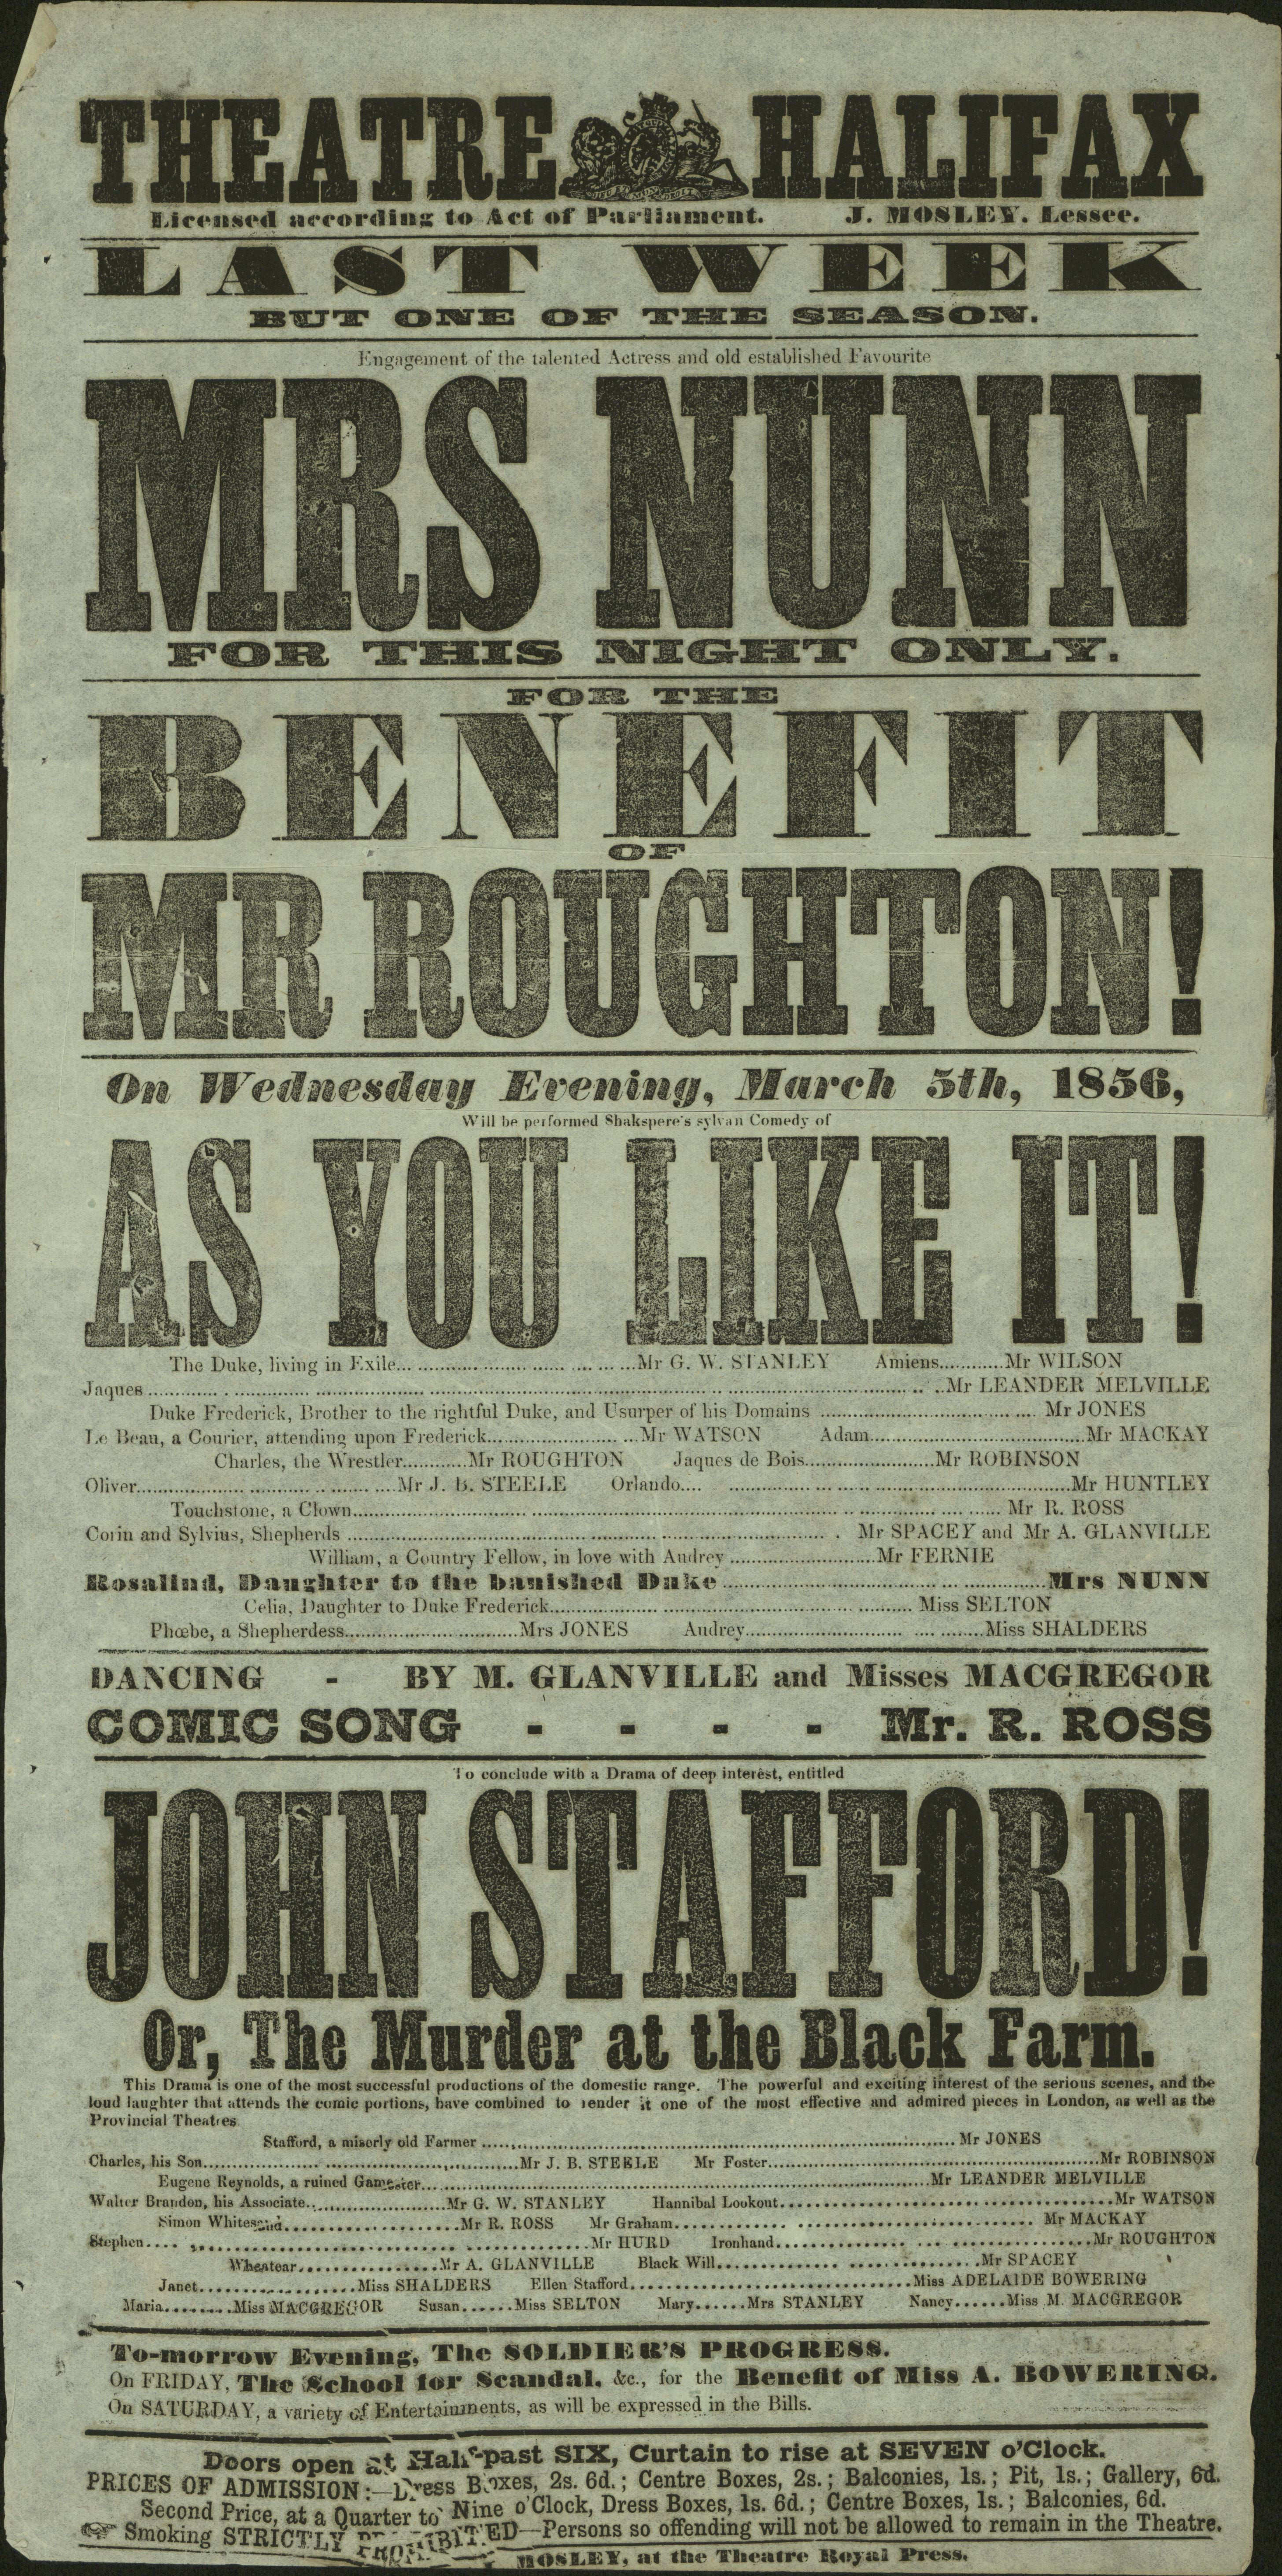 THEATRE HALIFAX
Licensed according to Act of Parliament. J. MOSLEY. Lessee.
LAST WEEK
BUT ONE OF THE SEASON.
Engagement of the talented Actress and old established Favourite
MRS NUNN
FOR THIS NIGHT ONLY.
FOR THE
BENEFIT
OF
MR ROUGHTON!
On Wednesday Evening, March 5th, 1856,
Will be performed Shakspere's sylvan Comedy of
AS YOU LIKE IT!
The Duke, living in Exile..........Mr G. W. STANLEY Amiens..........Mr WILSON
Jaques..........Mr LEANDER MELVILLE
Duke Frederick, Brother to the rightful Duke, and Usurper of his Domains..........Mr JONES
Le Beau, a Courier, attending upon Frederick..........Mr WATSON Adam..........Mr MACKAY
Charles, the Wrestler..........Mr ROUGHTON Jaques de Bois..........Mr ROBINSON
Oliver..........Mr J. B. STEELE Orlando..........Mr HUNTLEY
Touchstone, a Clown..........Mr R. ROSS
Corin and Sylvius, Shepherds..........Mr SPACEY and Mr A. GLANVILLE
William, a Country Fellow, in love with Audrey..........Mr FERNIE
Rosalind, Daughter to the banished Duke..........Mrs NUNN
Celia, Daughter to Duke Frederick..........Miss SELTON
Phœbe, a Shepherdess..........Mrs JONES Audrey..........Miss SHALDERS
DANCING - BY M. GLANVILLE and Misses MACGREGOR
COMIC SONG - - - - Mr. R. ROSS
To conclude with a Drama of deep interest, entitled
JOHN STAFFORD!
Or, The Murder at the Black Farm.
This Drama is one of the most successful productions of the domestic range. The powerful and exciting interest of the serious scenes, and the
loud laughter that attends the comic portions, have combined to render it one of the most effective and admired pieces in London, as well as the
Provincial Theatres
Stafford, a miserly old Farmer..........Mr JONES
Charles, his Son..........Mr J. B. STEELE Mr Foster..........Mr ROBINSON
Eugene Reynolds, a ruined Gamester..........Mr LEANDER MELVILLE
Walter Brandon, his Associate..........Mr G. W. STANLEY Hannibal Lookout..........Mr WATSON
Simon Whitesand..........Mr R. ROSS Mr Graham..........Mr MACKAY
Stephen..........Mr HURD Ironhand..........Mr ROUGHTON
Wheatear..........Mr A. GLANVILLE Black Will..........Mr SPACEY
Janet..........Miss SHALDERS Ellen Stafford..........Miss ADELAIDE BOWERING
Maria..........Miss MACGREGOR Susan......Miss SELTON Mary......Mrs STANLEY Nancy......Miss M. MACGREGOR
To-morrow Evening, The SOLDIER'S PROGRESS.
On FRIDAY, The School for Scandal, &c., for the Benefit of Miss A. BOWERING.
On SATURDAY, a variety of Entertainments, as will be expressed in the Bills.
Doors open at Half-past SIX, Curtain to rise at SEVEN o'Clock.
PRICES OF ADMISSION:—Dress Boxes, 2s. 6d.; Centre Boxes, 2s.; Balconies, 1s.; Pit, 1s.; Gallery, 6d.
Second Price, at a Quarter to Nine o'Clock, Dress Boxes, 1s. 6d.; Centre Boxes, 1s.; Balconies, 6d.
☞ Smoking STRICTLY PROHIBITED—Persons so offending will not be allowed to remain in the Theatre.
MOSLEY, at the Theatre Royal Press.